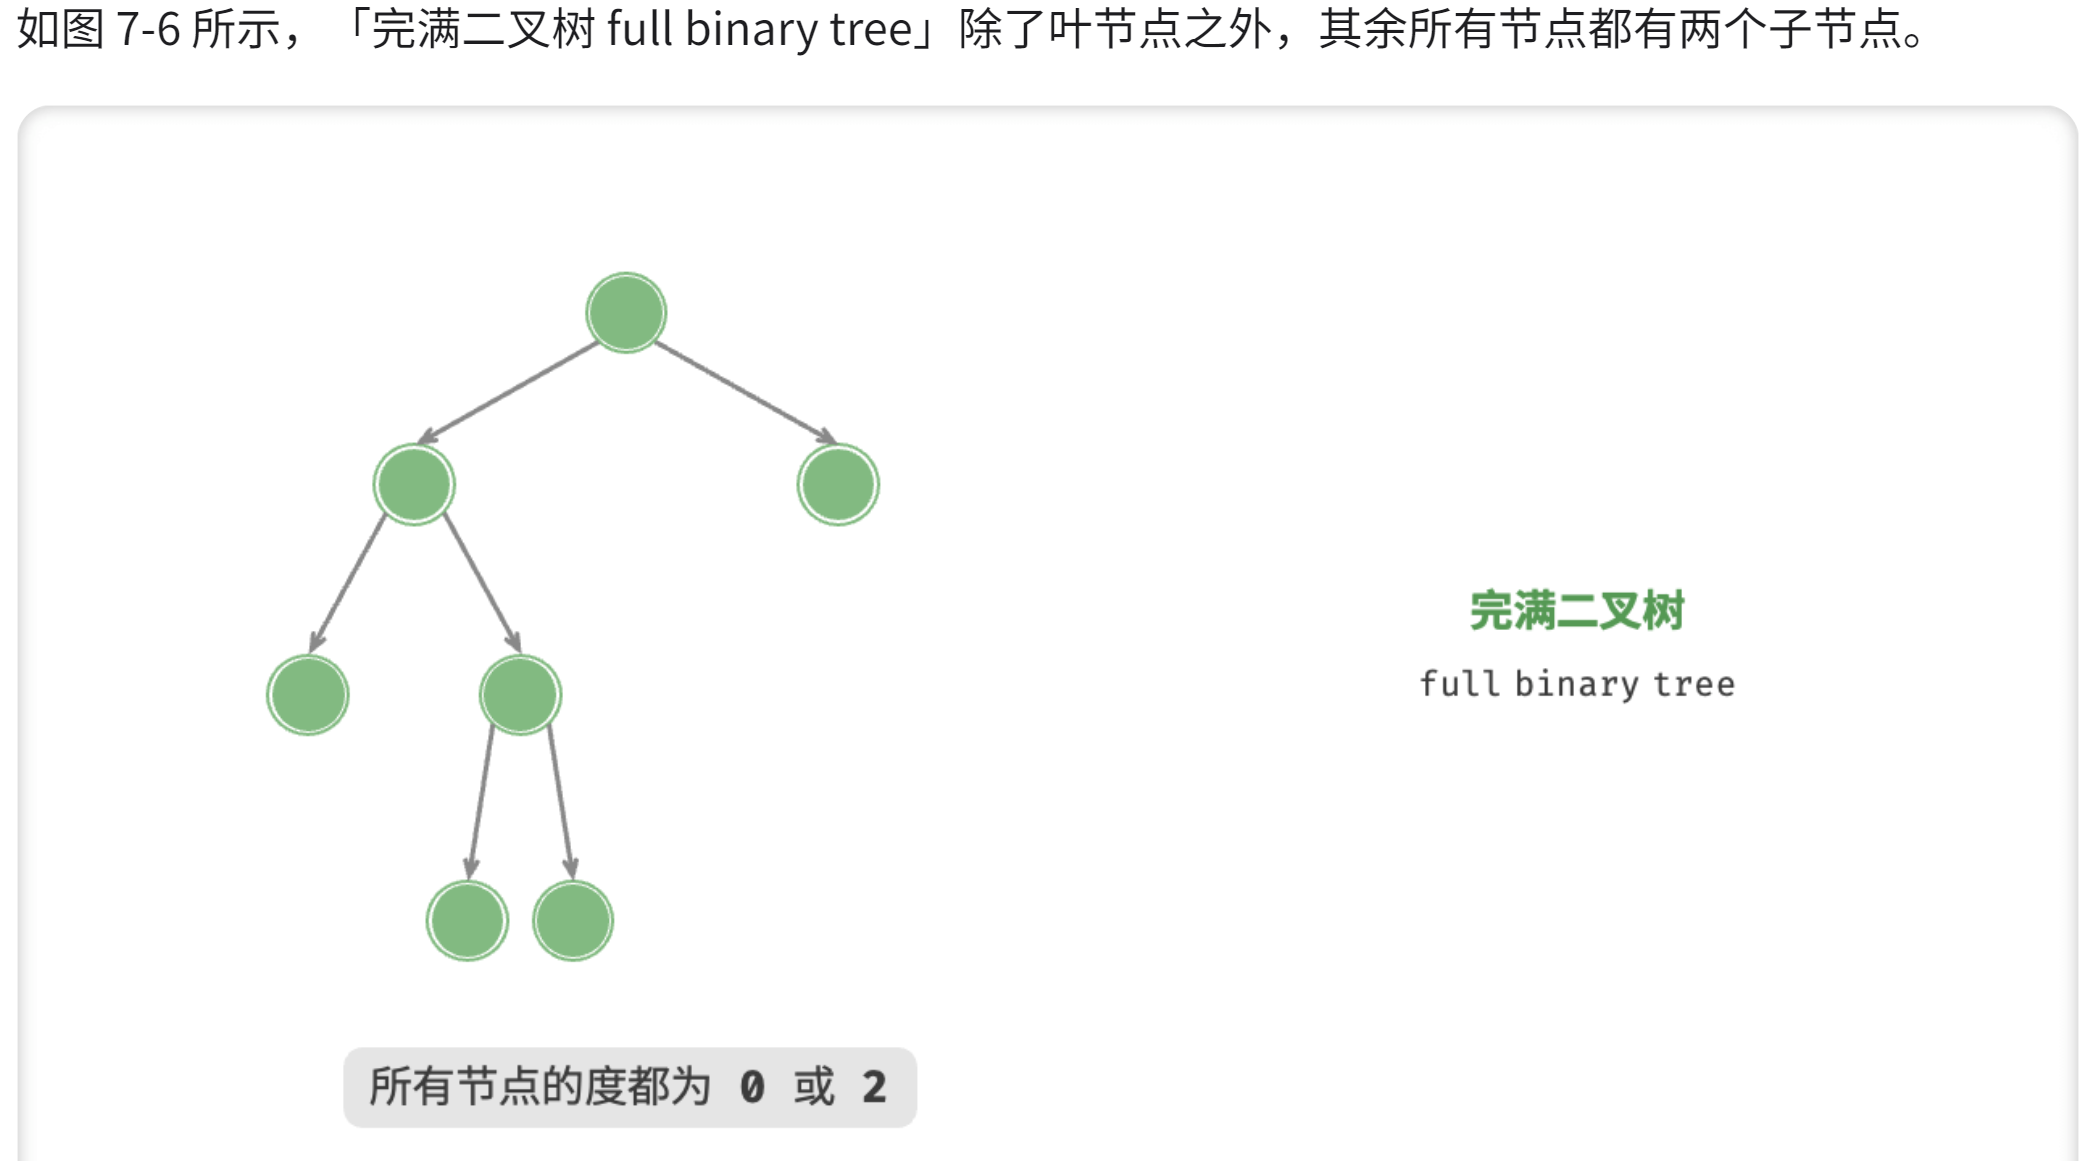 如图 7-6 所示，「完满二叉树 full binary tree」除了叶节点之外，其余所有节点都有两个子节点。
完满二叉树
full binary tree
所有节点的度都为 0 或 2